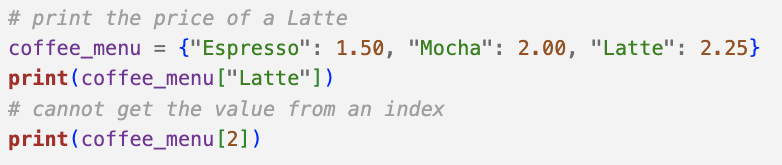 # print the price of a Latte
coffee_menu = {"Espresso": 1.50, "Mocha": 2.00, "Latte": 2.25}
print(coffee_menu["Latte"])
# cannot get the value from an index
print(coffee_menu[2])